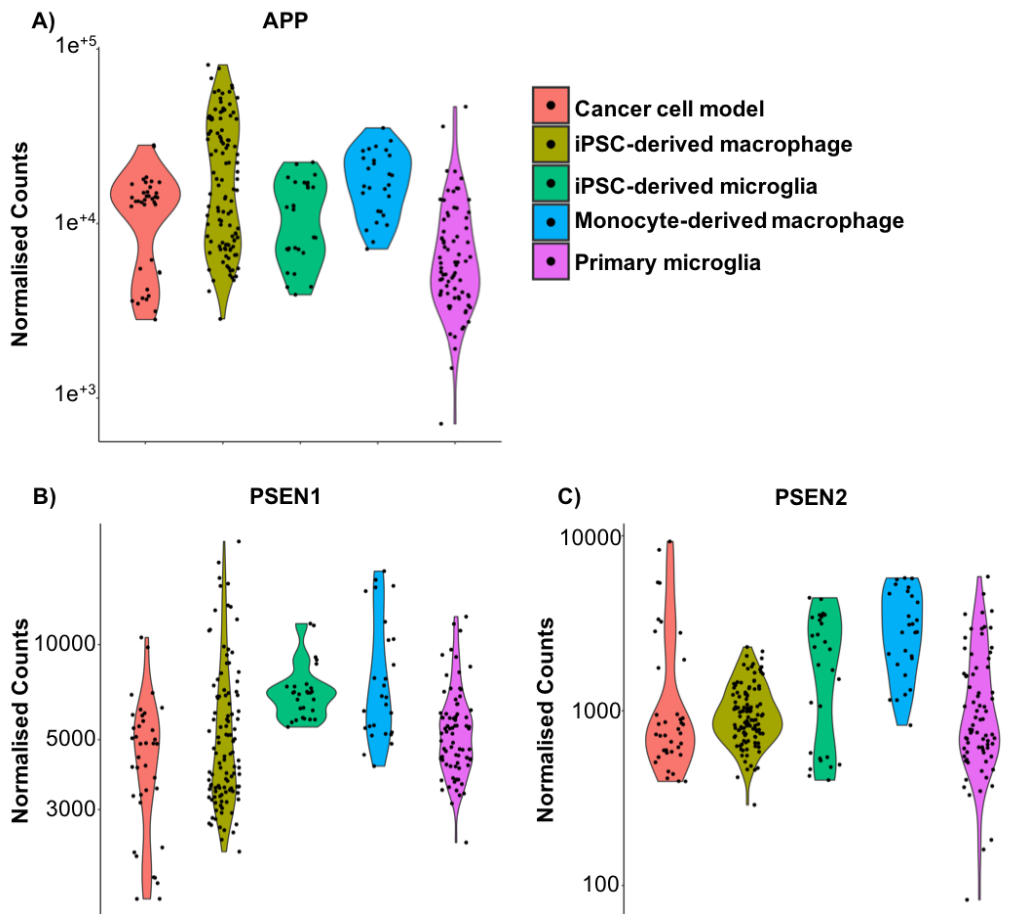 A)
APP
1e+5
1e+4
1e+3
Normalised Counts
Cancer cell model
iPSC-derived macrophage
iPSC-derived microglia
Monocyte-derived macrophage
Primary microglia
B)
PSEN1
10000
5000
3000
Normalised Counts
C)
PSEN2
10000
1000
100
Normalised Counts